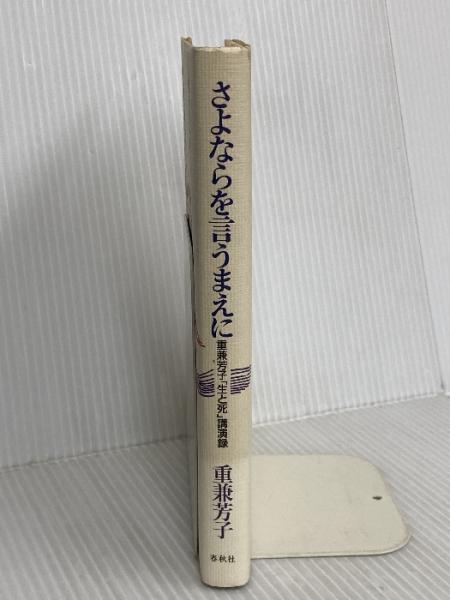 さよならを言うまえに
重兼芳子「生と死」講演録
重兼芳子
春秋社